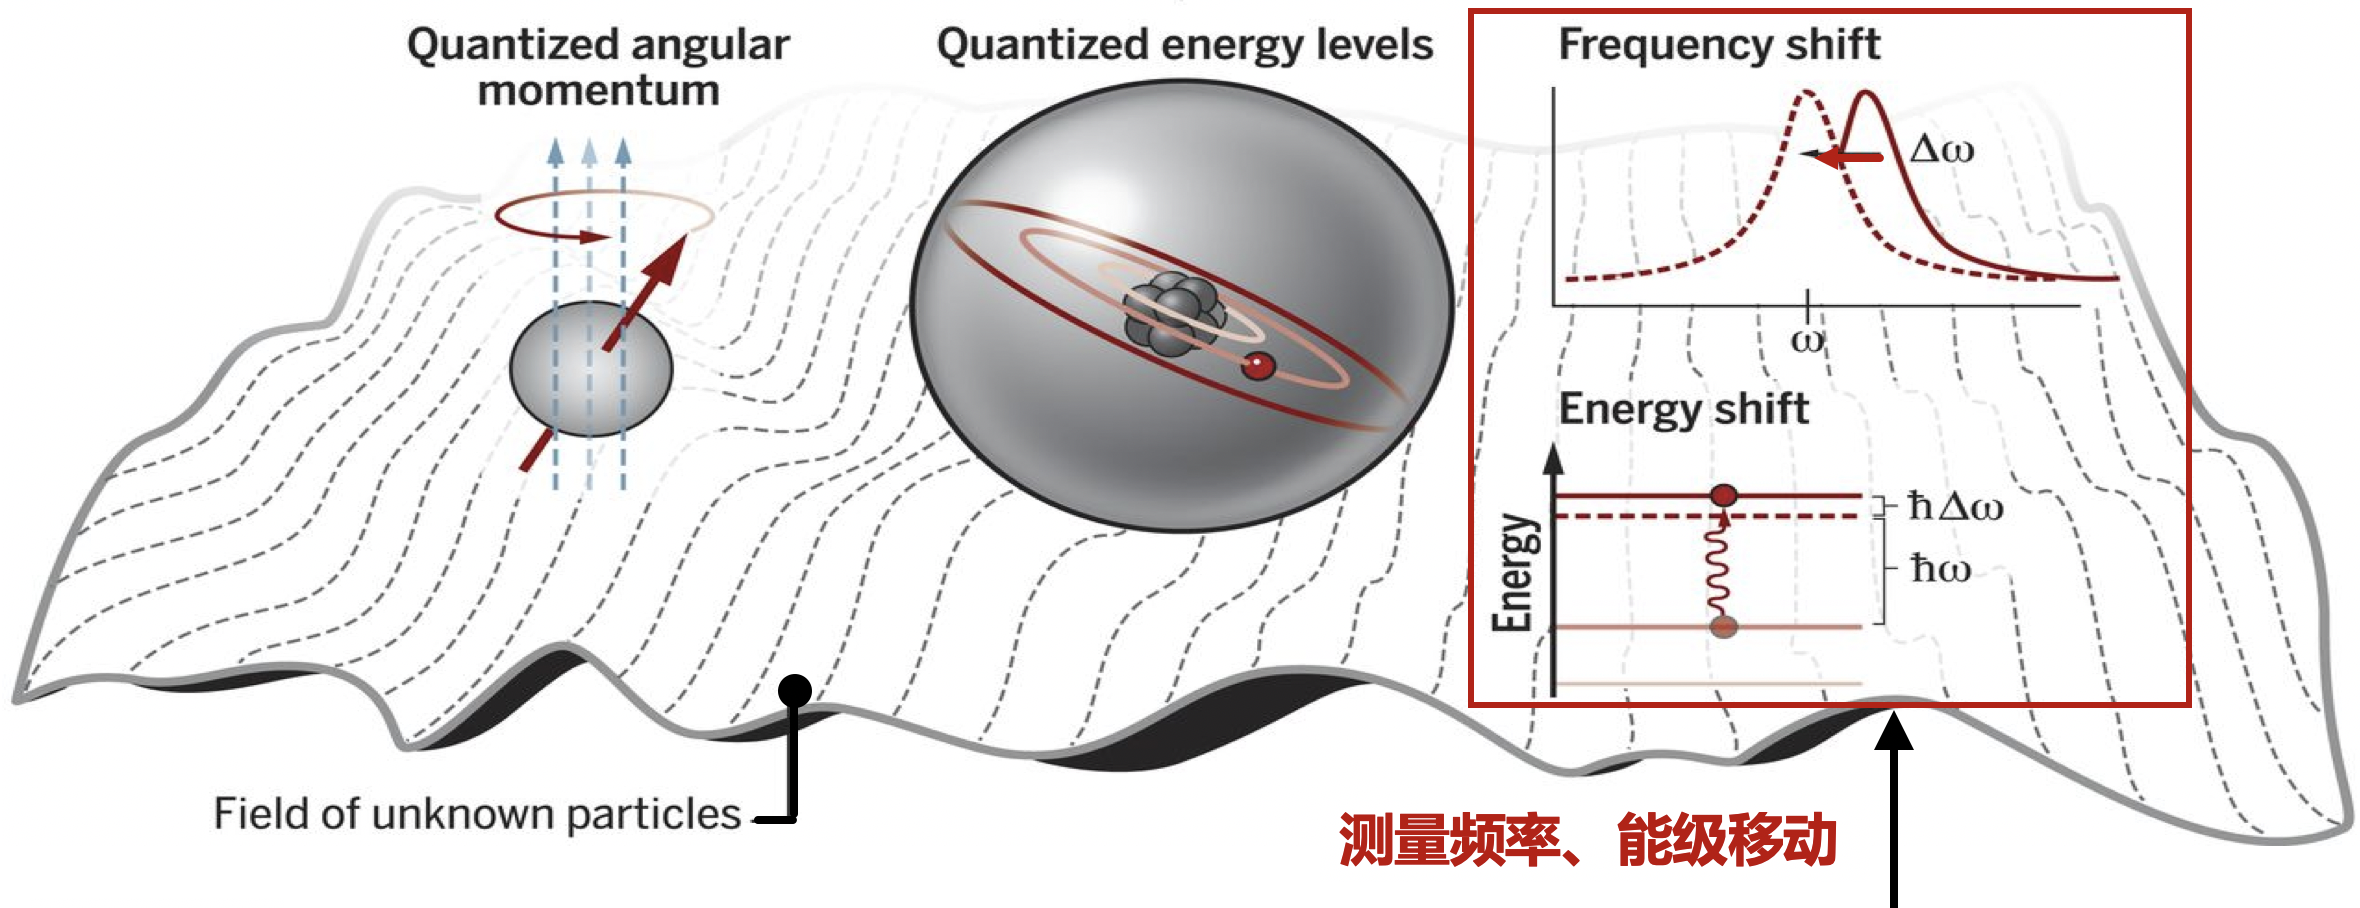 Quantized angular
momentum
Quantized energy levels
Frequency shift
Δω
ω
Energy shift
Energy
ħΔω
ħω
Field of unknown particles
测量频率、能级移动